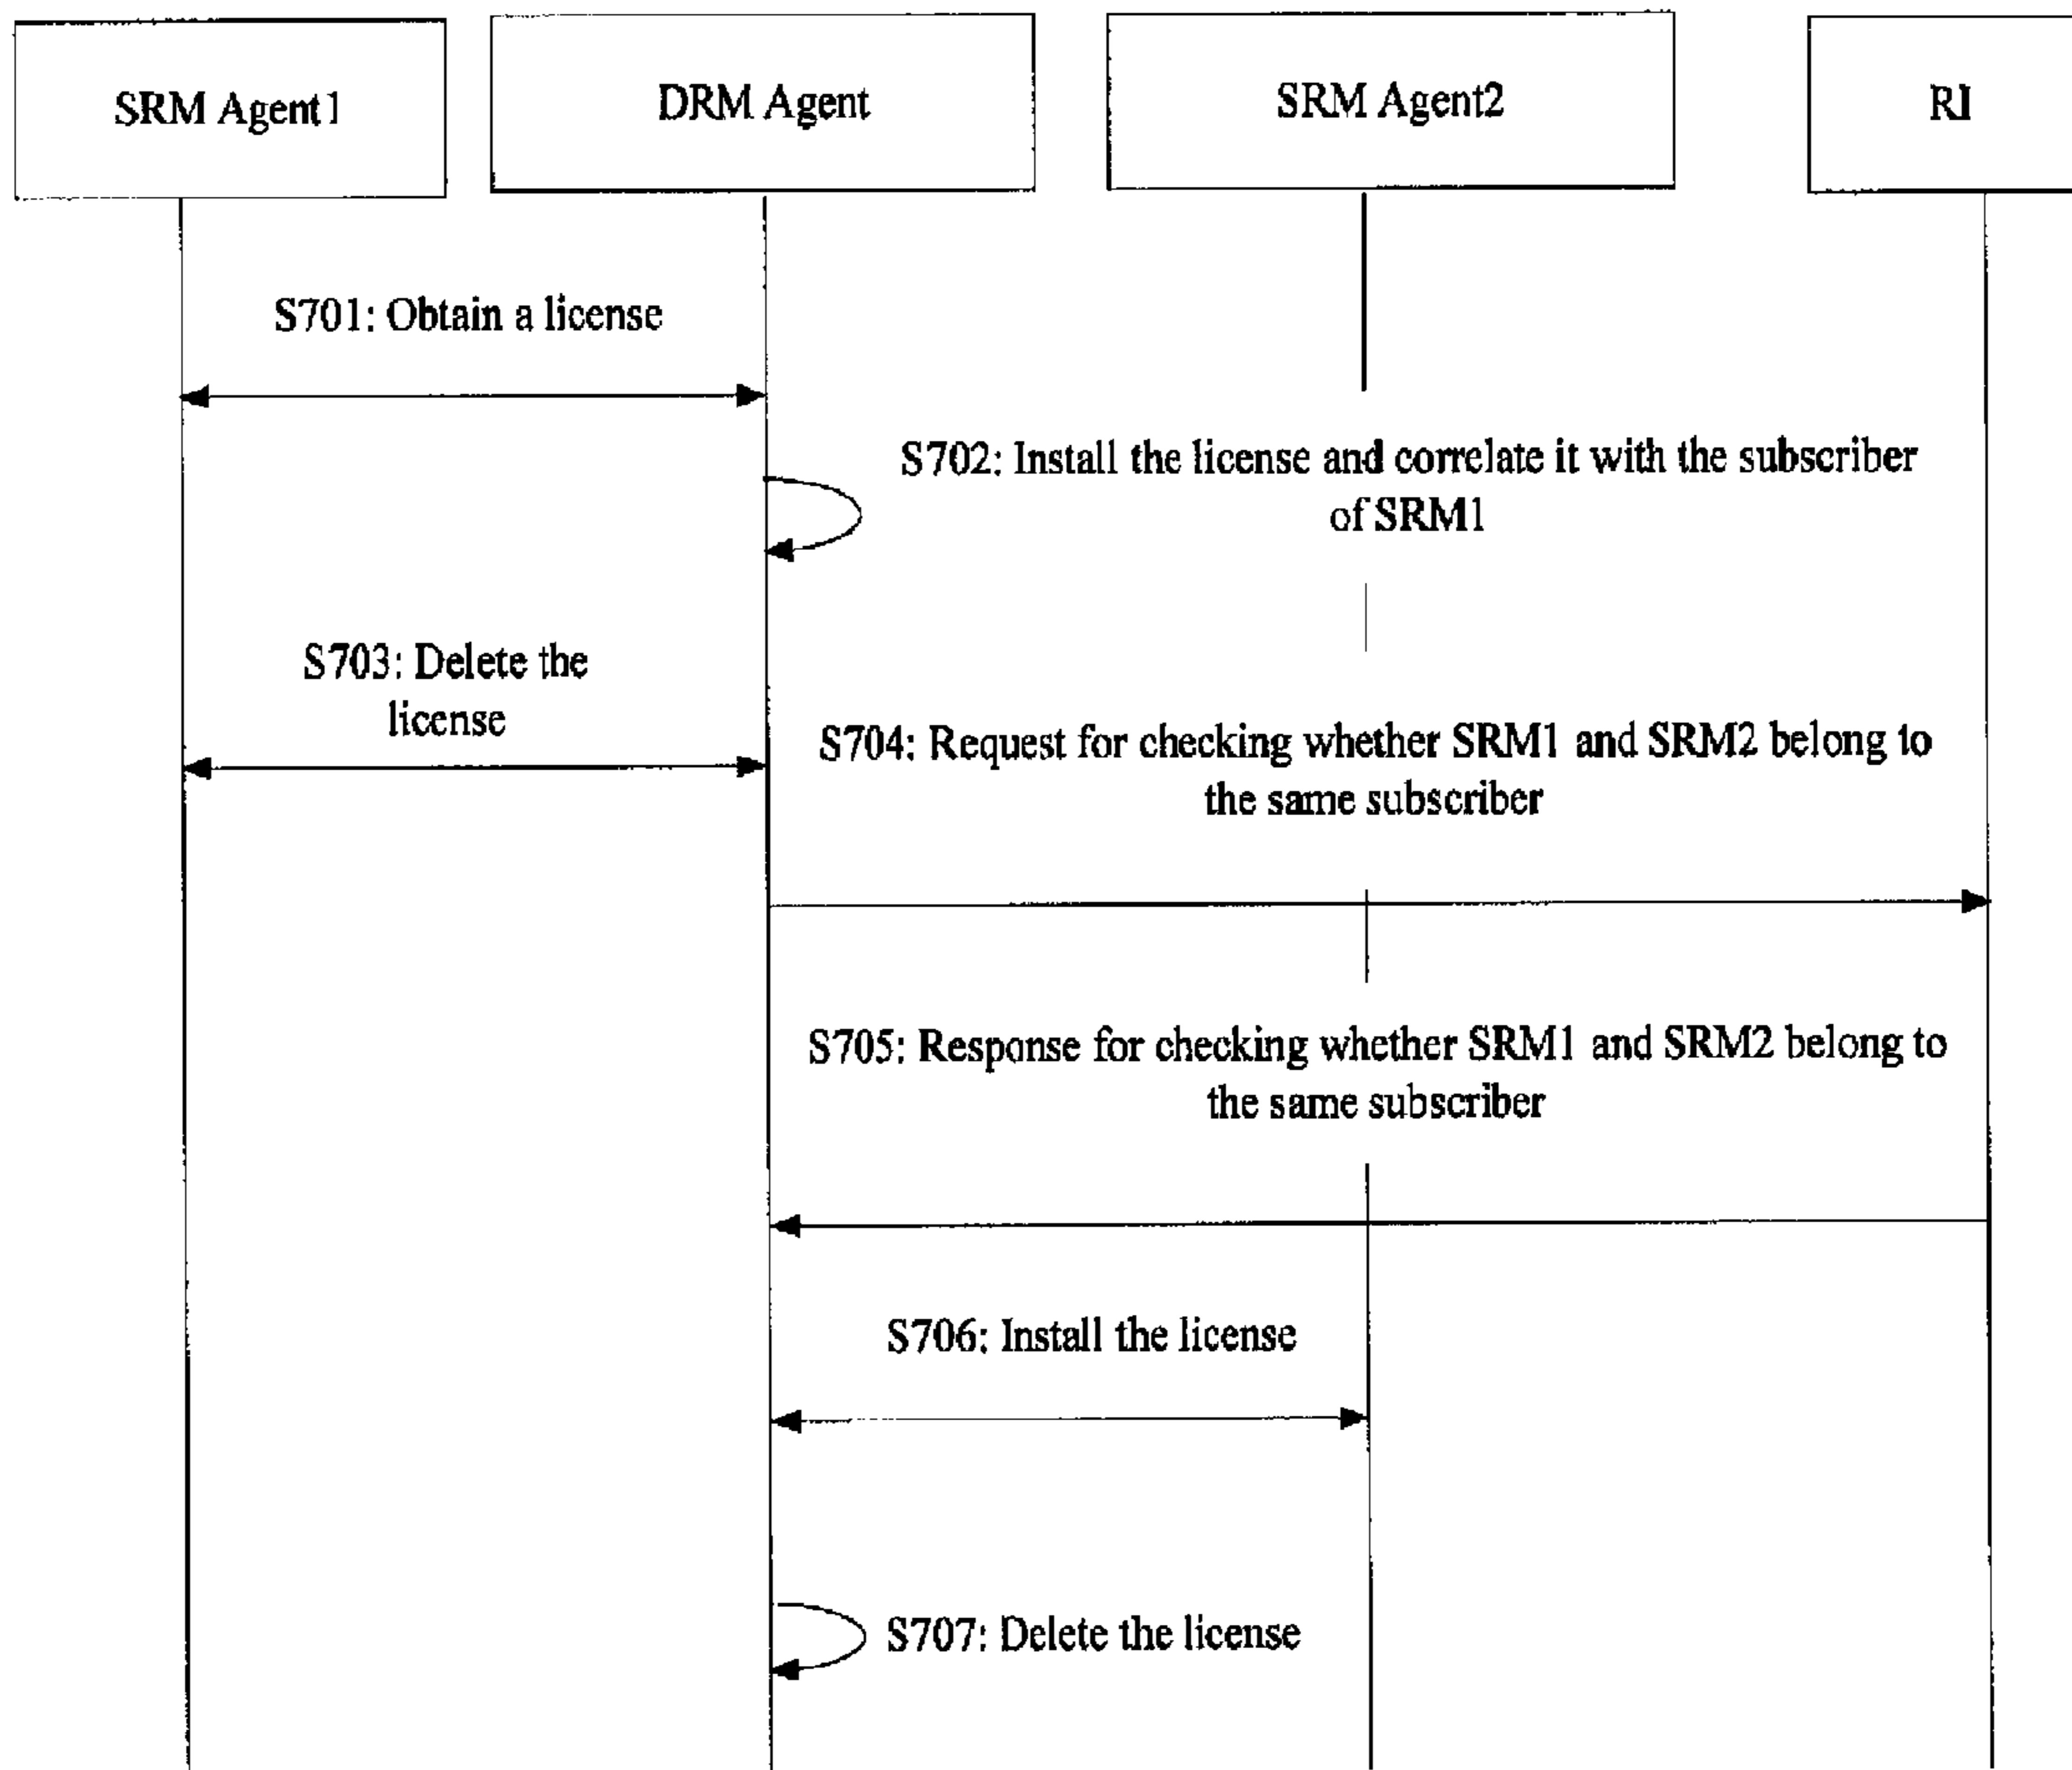 SRM Agent1
DRM Agent
SRM Agent2
RI
S701: Obtain a license
S702: Install the license and correlate it with the subscriber
of SRM1
S703: Delete the
license
S704: Request for checking whether SRM1 and SRM2 belong to
the same subscriber
S705: Response for checking whether SRM1 and SRM2 belong to
the same subscriber
S706: Install the license
S707: Delete the license